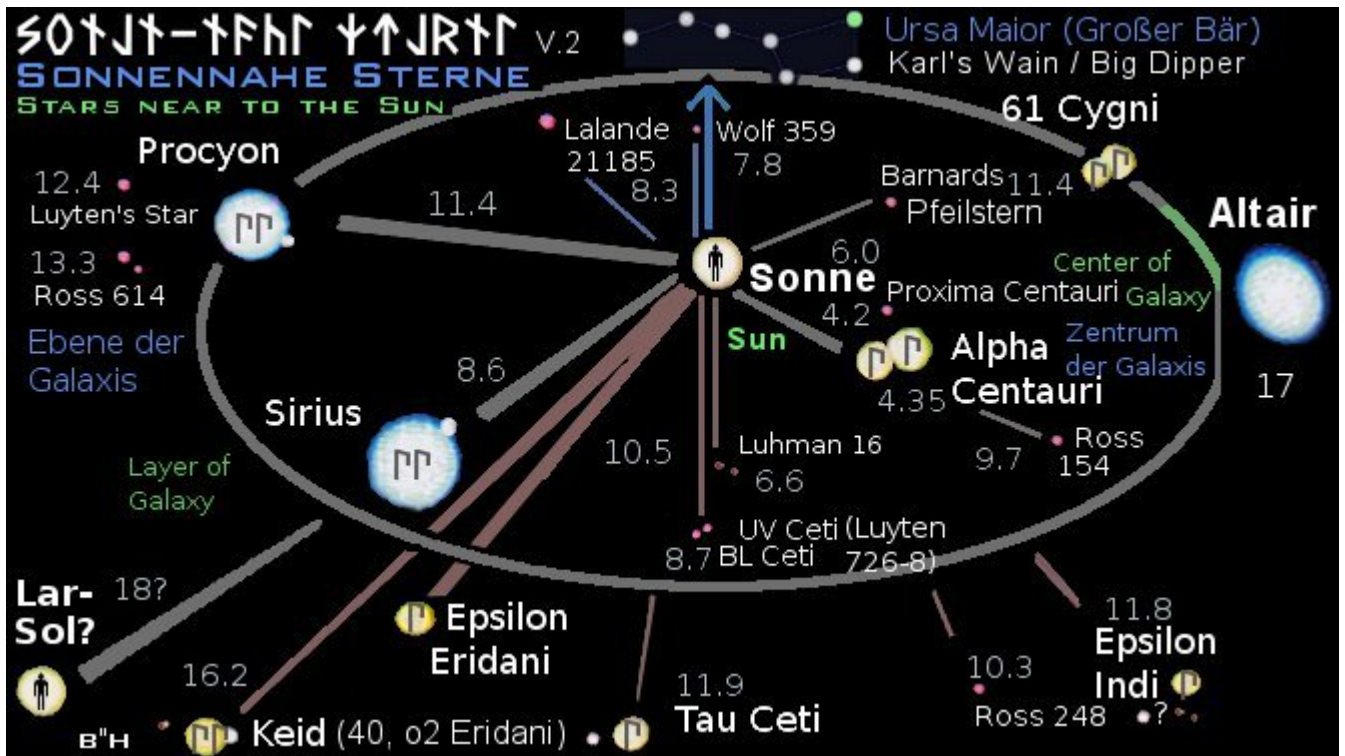 V.2
SONNENNAHE STERNE
STARS NEAR TO THE SUN
Ursa Maior (Großer Bär)
Karl's Wain / Big Dipper
61 Cygni
11.4
Procyon
12.4
Luyten's Star
13.3
Ross 614
11.4
Lalande
21185
8.3
Wolf 359
7.8
Barnards
Pfeilstern
6.0
Altair
17
Center of
Galaxy
Zentrum
der Galaxis
Sonne
Sun
Proxima Centauri
4.2
Alpha
Centauri
4.35
Ross
154
9.7
Ebene der
Galaxis
Sirius
8.6
Layer of
Galaxy
10.5
Luhman 16
6.6
UV Ceti (Luyten
BL Ceti 726-8)
8.7
Lar-
Sol?
18?
16.2
Epsilon
Eridani
B"H
Keid (40, o2 Eridani)
11.9
Tau Ceti
10.3
Ross 248
11.8
Epsilon
Indi
?